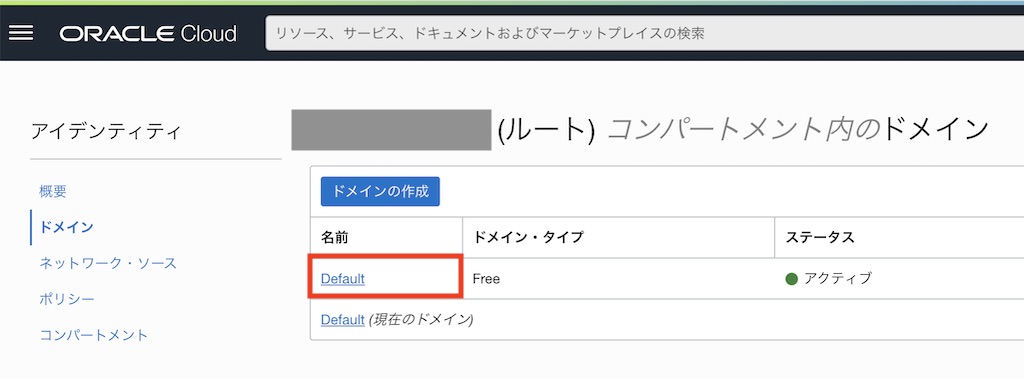 ORACLE Cloud
リソース、サービス、ドキュメントおよびマーケットプレイスの検索
アイデンティティ
(ルート) コンパートメント内のドメイン
概要
ドメイン
ネットワーク・ソース
ポリシー
コンパートメント
ドメインの作成
名前 ドメイン・タイプ ステータス
Default Free アクティブ
Default (現在のドメイン)